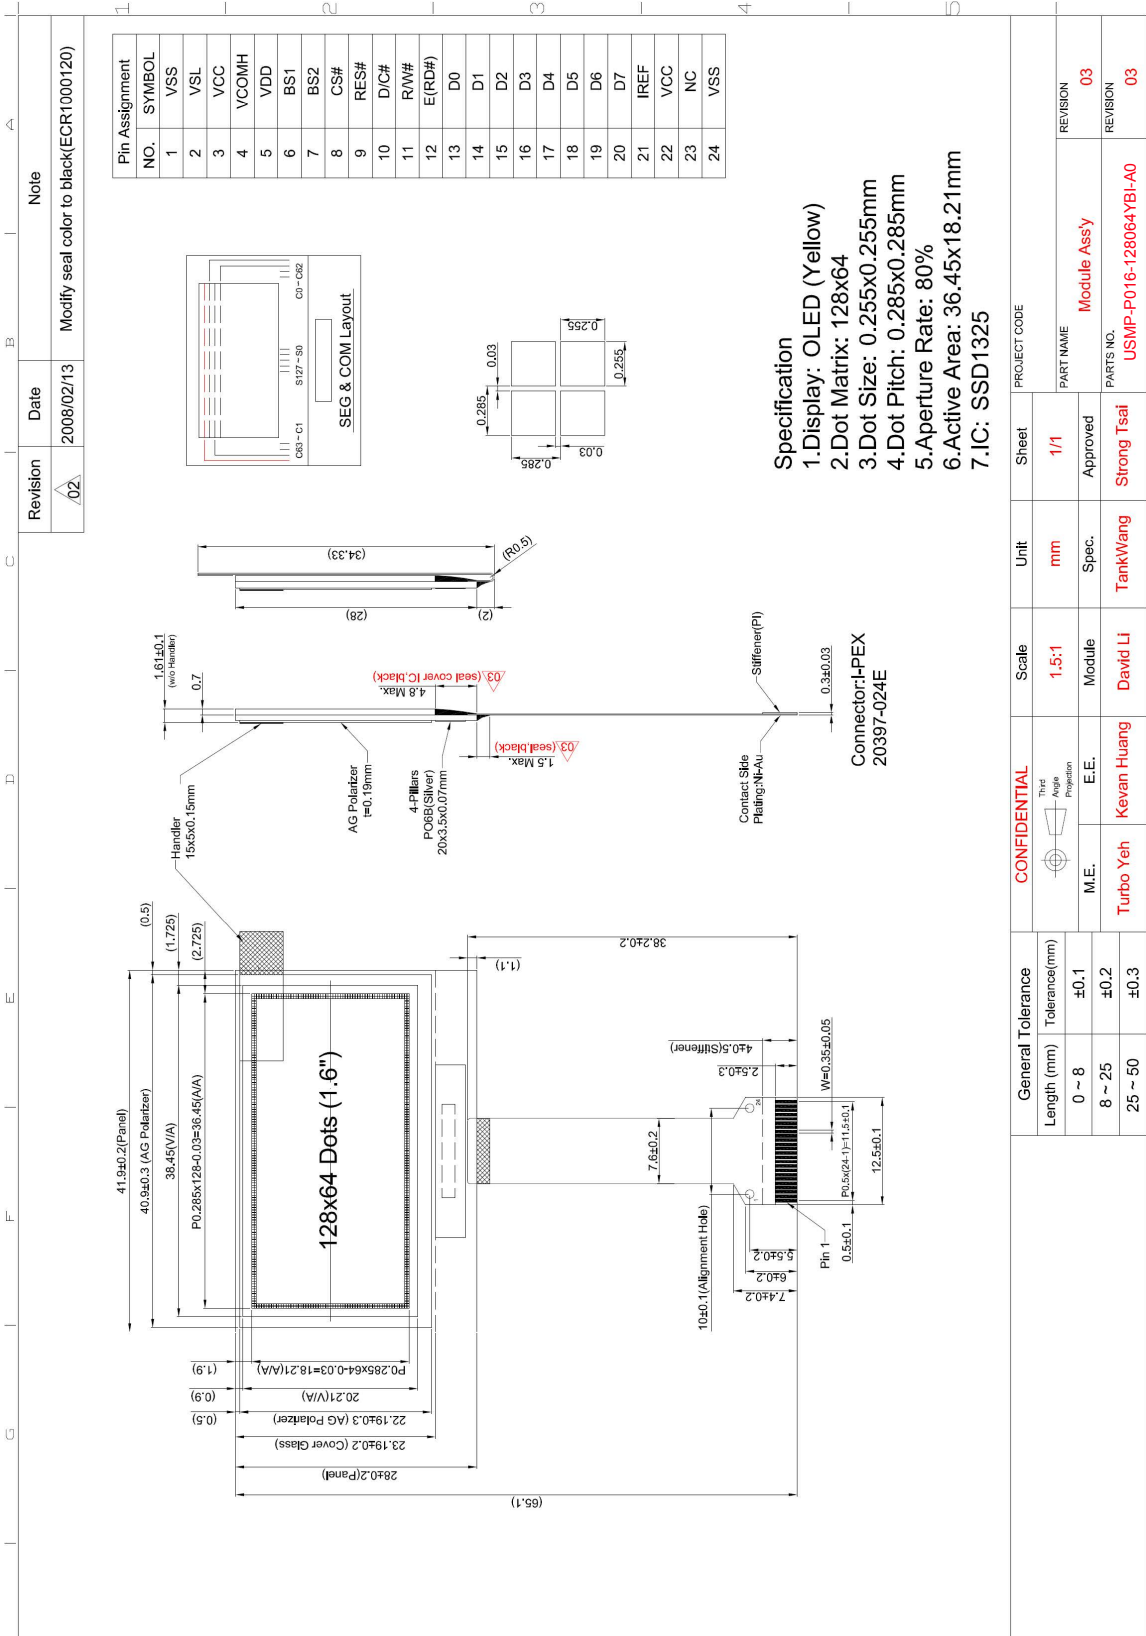 Revision Date Note
02 2008/02/13 Modify seal color to black(ECR1000120)
A
B
C
D
E
F
G
1
2
3
4
5
Pin Assignment
NO. SYMBOL
1 VSS
2 VSL
3 VCC
4 VCOMH
5 VDD
6 BS1
7 BS2
8 CS#
9 RES#
10 D/C#
11 R/W#
12 E(RD#)
13 D0
14 D1
15 D2
16 D3
17 D4
18 D5
19 D6
20 D7
21 IREF
22 VCC
23 NC
24 VSS
C63 ~ C1
S127 ~ S0
C0 ~ C62
SEG & COM Layout
0.285
0.03
0.285
0.03
0.255
0.255
Specification
1.Display: OLED (Yellow)
2.Dot Matrix: 128x64
3.Dot Size: 0.255x0.255mm
4.Dot Pitch: 0.285x0.285mm
5.Aperture Rate: 80%
6.Active Area: 36.45x18.21mm
7.IC: SSD1325
(34.33)
(28)
(2)
(R0.5)
1.61±0.1
(w/o Handler)
0.7
4.8 Max.
(seal cover IC,black)
03
1.5 Max.
(seal,black)
03
Handler
15x5x0.15mm
AG Polarizer
t=0.19mm
4-Pillars
PO6B(Silver)
20x3.5x0.07mm
Contact Side
Plating:Ni-Au
Stiffener(PI)
0.3±0.03
Connector:I-PEX
20397-024E
41.9±0.2(Panel)
40.9±0.3 (AG Polarizer)
38.45(V/A)
P0.285x128-0.03=36.45(A/A)
(0.5)
(1.725)
(2.725)
128x64 Dots (1.6")
(1.9)
(0.9)
(0.5)
P0.285x64-0.03=18.21(A/A)
20.21(V/A)
22.19±0.3 (AG Polarizer)
23.19±0.2 (Cover Glass)
28±0.2(Panel)
(65.1)
(1.1)
38.2±0.2
7.6±0.2
10±0.1(Alignment Hole)
4±0.5(Stiffener)
2.5±0.3
5.5±0.2
6±0.2
7.4±0.2
1
24
Pin 1
W=0.35±0.05
P0.5x(24-1)=11.5±0.1
0.5±0.1
12.5±0.1
General Tolerance
Length (mm) Tolerance(mm)
0 ~ 8 ±0.1
8 ~ 25 ±0.2
25 ~ 50 ±0.3
CONFIDENTIAL
Third
Angle
Projection
Scale Unit Sheet
1.5:1 mm 1/1
M.E. E.E. Module Spec. Approved
Turbo Yeh Kevan Huang David Li TankWang Strong Tsai
PROJECT CODE
PART NAME
Module Ass'y
REVISION
03
PARTS NO.
USMP-P016-128064YBI-A0
REVISION
03